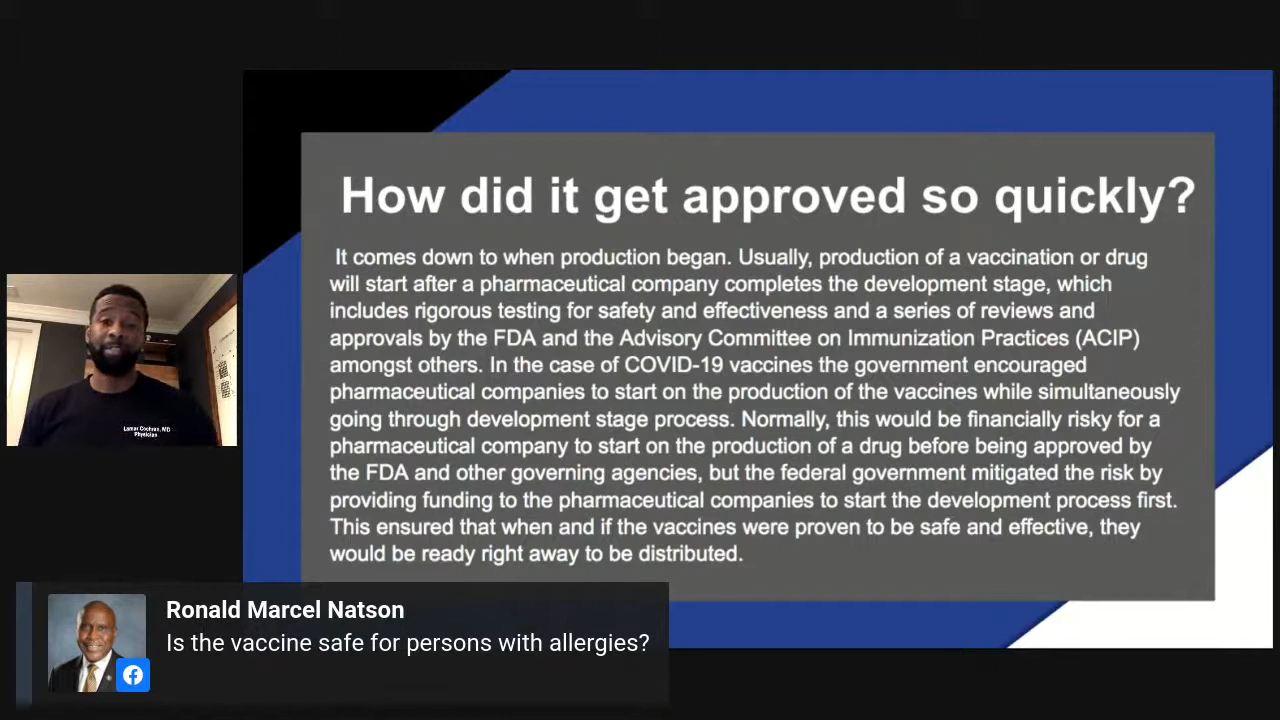 How did it get approved so quickly?
It comes down to when production began. Usually, production of a vaccination or drug
will start after a pharmaceutical company completes the development stage, which
includes rigorous testing for safety and effectiveness and a series of reviews and
approvals by the FDA and the Advisory Committee on Immunization Practices (ACIP)
amongst others. In the case of COVID-19 vaccines the government encouraged
pharmaceutical companies to start on the production of the vaccines while simultaneously
going through development stage process. Normally, this would be financially risky for a
pharmaceutical company to start on the production of a drug before being approved by
the FDA and other governing agencies, but the federal government mitigated the risk by
providing funding to the pharmaceutical companies to start the development process first.
This ensured that when and if the vaccines were proven to be safe and effective, they
would be ready right away to be distributed.
Lamar Cochran, MD
Physician
Ronald Marcel Natson
Is the vaccine safe for persons with allergies?